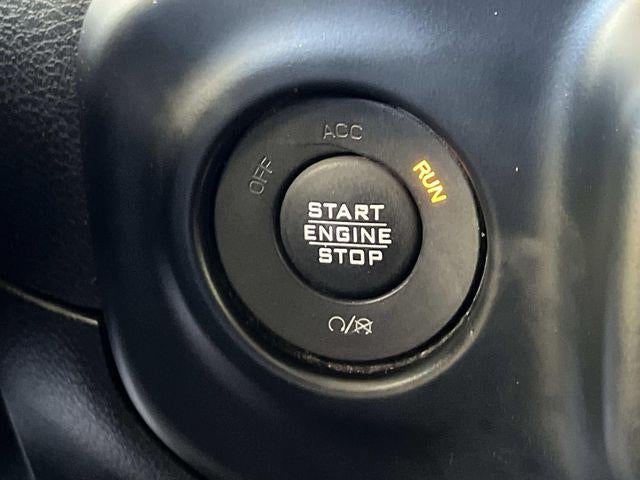 OFF
ACC
RUN
START
ENGINE
STOP